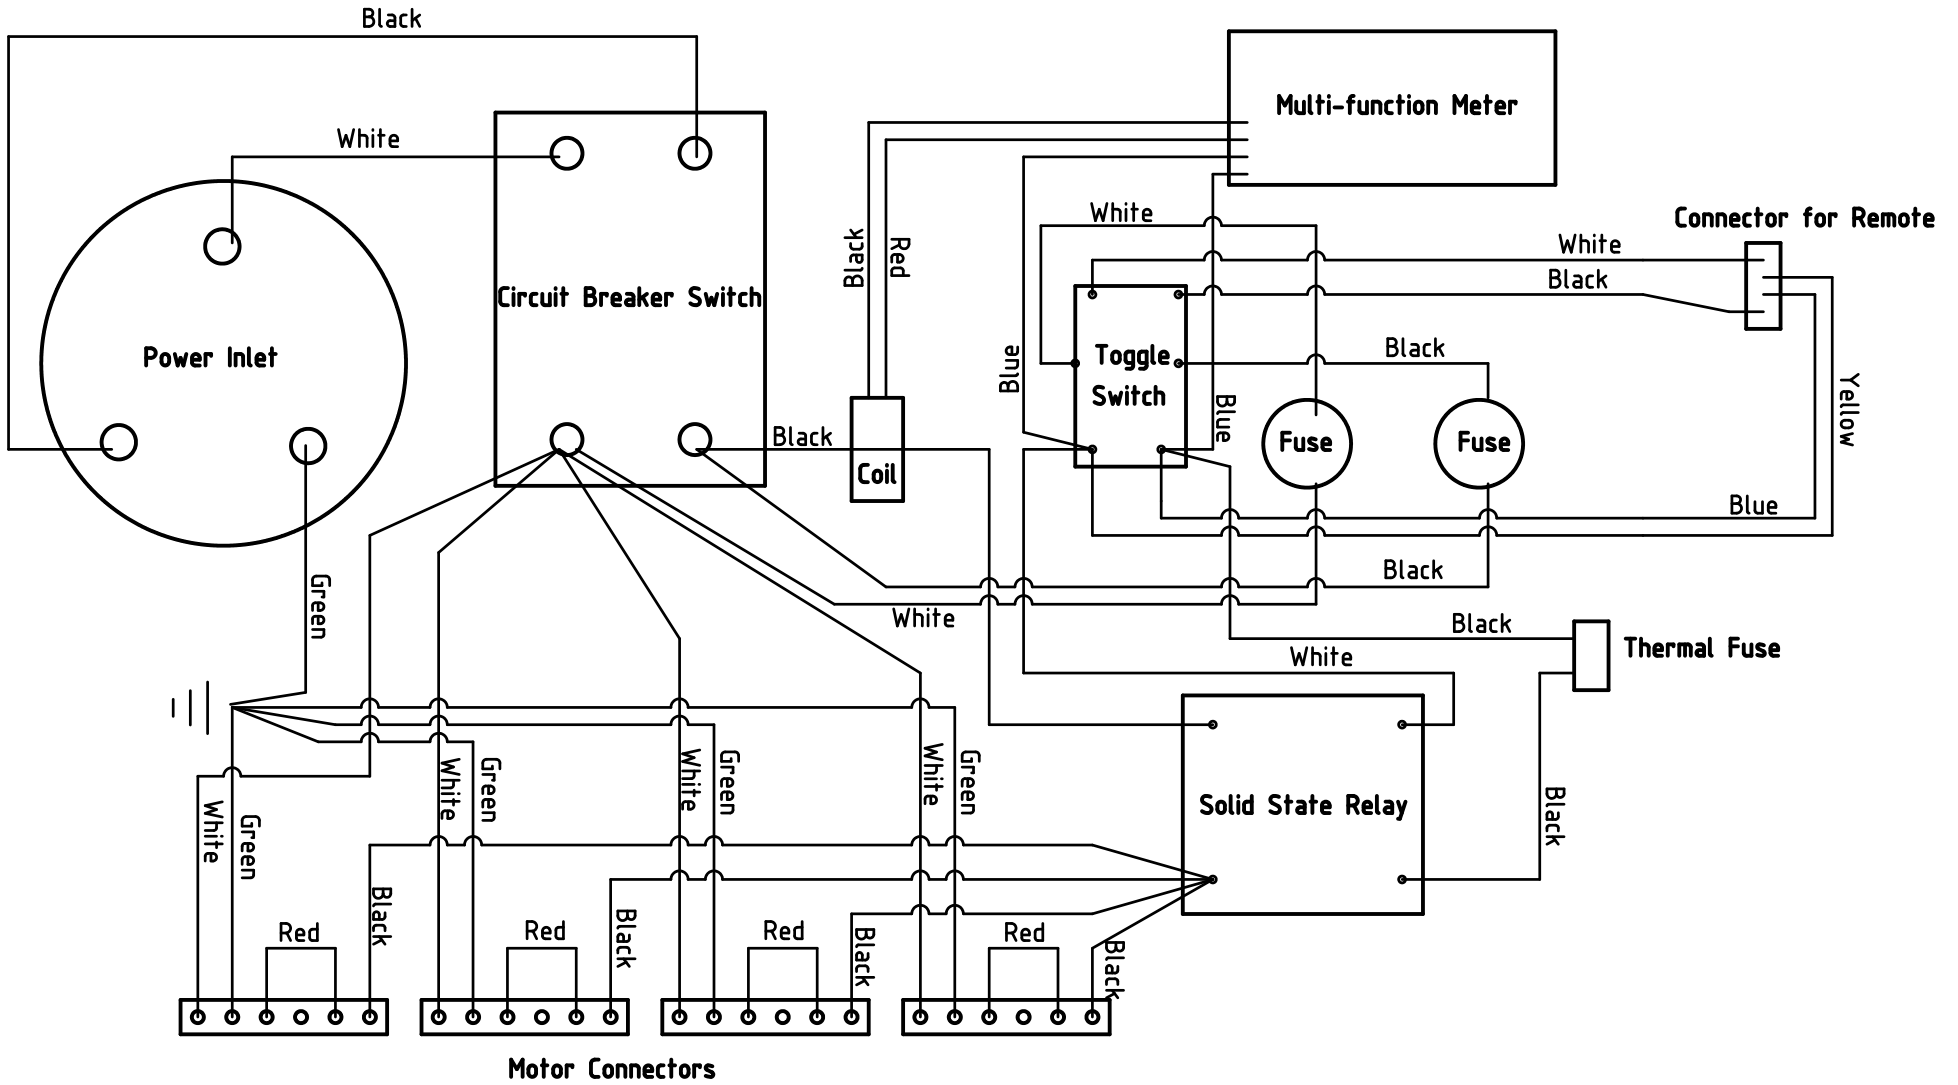 Black
Multi-function Meter
White
White
Connector for Remote
White
Black
Red
Black
Circuit Breaker Switch
Power Inlet
Toggle
Switch
Black
Blue
Blue
Yellow
Black
Fuse
Fuse
Coil
Blue
Black
Green
White
Black
Thermal Fuse
White
White
Green
White
Green
White
Green
Solid State Relay
Black
White
Green
Black
Red
Black
Red
Black
Red
Black
Red
Black
Motor Connectors